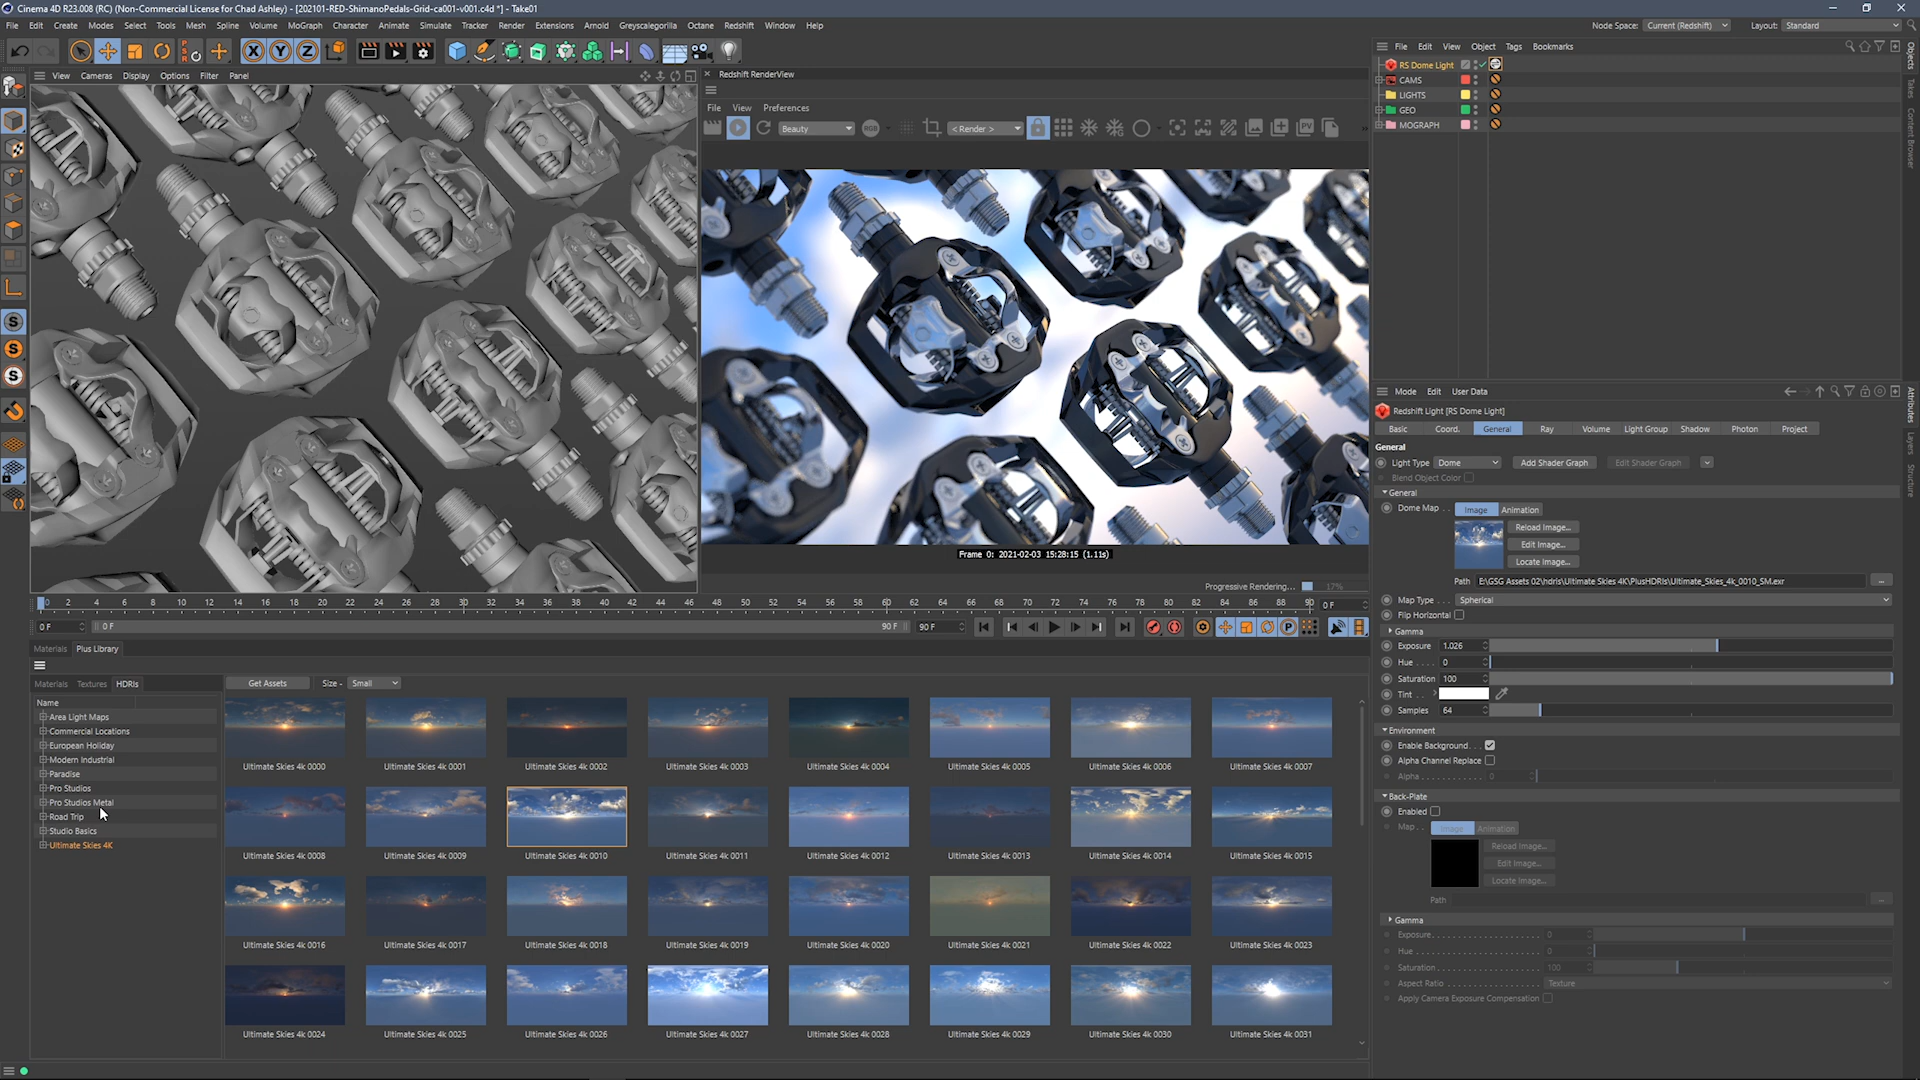 Cinema 4D R23.008 (RC) (Non-Commercial License for Chad Ashley) - [202101-RED-ShimanoPedals-Grid-ca001-v001.c4d *] - Take01
File Edit Create Modes Select Tools Mesh Spline Volume MoGraph Character Animate Simulate Tracker Render Extensions Arnold Greyscalegorilla Octane Redshift Window Help
Node Space: Current (Redshift) Layout: Standard
X Y Z
PSR
View Cameras Display Options Filter Panel
Redshift RenderView
File View Preferences
Beauty
RGB
< Render >
PV
Frame 0: 2021-02-03 15:28:15 (1.11s)
Progressive Rendering... 17%
0 2 4 6 8 10 12 14 16 18 20 22 24 26 28 30 32 34 36 38 40 42 44 46 48 50 52 54 56 58 60 62 64 66 68 70 72 74 76 78 80 82 84 86 88 90
0 F
0 F
0 F
90 F
90 F
Materials Plus Library
Materials Textures HDRIs
Get Assets Size - Small
Name
Area Light Maps
Commercial Locations
European Holiday
Modern Industrial
Paradise
Pro Studios
Pro Studios Metal
Road Trip
Studio Basics
Ultimate Skies 4K
Ultimate Skies 4k 0000
Ultimate Skies 4k 0001
Ultimate Skies 4k 0002
Ultimate Skies 4k 0003
Ultimate Skies 4k 0004
Ultimate Skies 4k 0005
Ultimate Skies 4k 0006
Ultimate Skies 4k 0007
Ultimate Skies 4k 0008
Ultimate Skies 4k 0009
Ultimate Skies 4k 0010
Ultimate Skies 4k 0011
Ultimate Skies 4k 0012
Ultimate Skies 4k 0013
Ultimate Skies 4k 0014
Ultimate Skies 4k 0015
Ultimate Skies 4k 0016
Ultimate Skies 4k 0017
Ultimate Skies 4k 0018
Ultimate Skies 4k 0019
Ultimate Skies 4k 0020
Ultimate Skies 4k 0021
Ultimate Skies 4k 0022
Ultimate Skies 4k 0023
Ultimate Skies 4k 0024
Ultimate Skies 4k 0025
Ultimate Skies 4k 0026
Ultimate Skies 4k 0027
Ultimate Skies 4k 0028
Ultimate Skies 4k 0029
Ultimate Skies 4k 0030
Ultimate Skies 4k 0031
File Edit View Object Tags Bookmarks
RS Dome Light
CAMS
LIGHTS
GEO
MOGRAPH
Objects
Takes
Content Browser
Mode Edit User Data
Redshift Light [RS Dome Light]
Basic Coord. General Ray Volume Light Group Shadow Photon Project
General
Light Type Dome Add Shader Graph Edit Shader Graph
Blend Object Color
General
Dome Map . . Image Animation
Reload Image...
Edit Image...
Locate Image...
Path E:\GSG Assets 02\hdris\Ultimate Skies 4K\PlusHDRIs\Ultimate_Skies_4k_0010_SM.exr ...
Map Type . . . Spherical
Flip Horizontal
Gamma
Exposure 1.026
Hue . . . . 0
Saturation 100
Tint . .
Samples 64
Environment
Enable Background. . .
Alpha Channel Replace
Alpha . . . . . . . . . . . 0
Back-Plate
Enabled
Map . . Image Animation
Reload Image...
Edit Image...
Locate Image...
Path ...
Gamma
Exposure. . . . . . . . . . . . . . . . . . . 0
Hue . . . . . . . . . . . . . . . . . . . . . . 0
Saturation . . . . . . . . . . . . . . . . . . 100
Aspect Ratio . . . . . . . . . . . . . . . . Texture
Apply Camera Exposure Compensation
Attributes
Layers
Structure